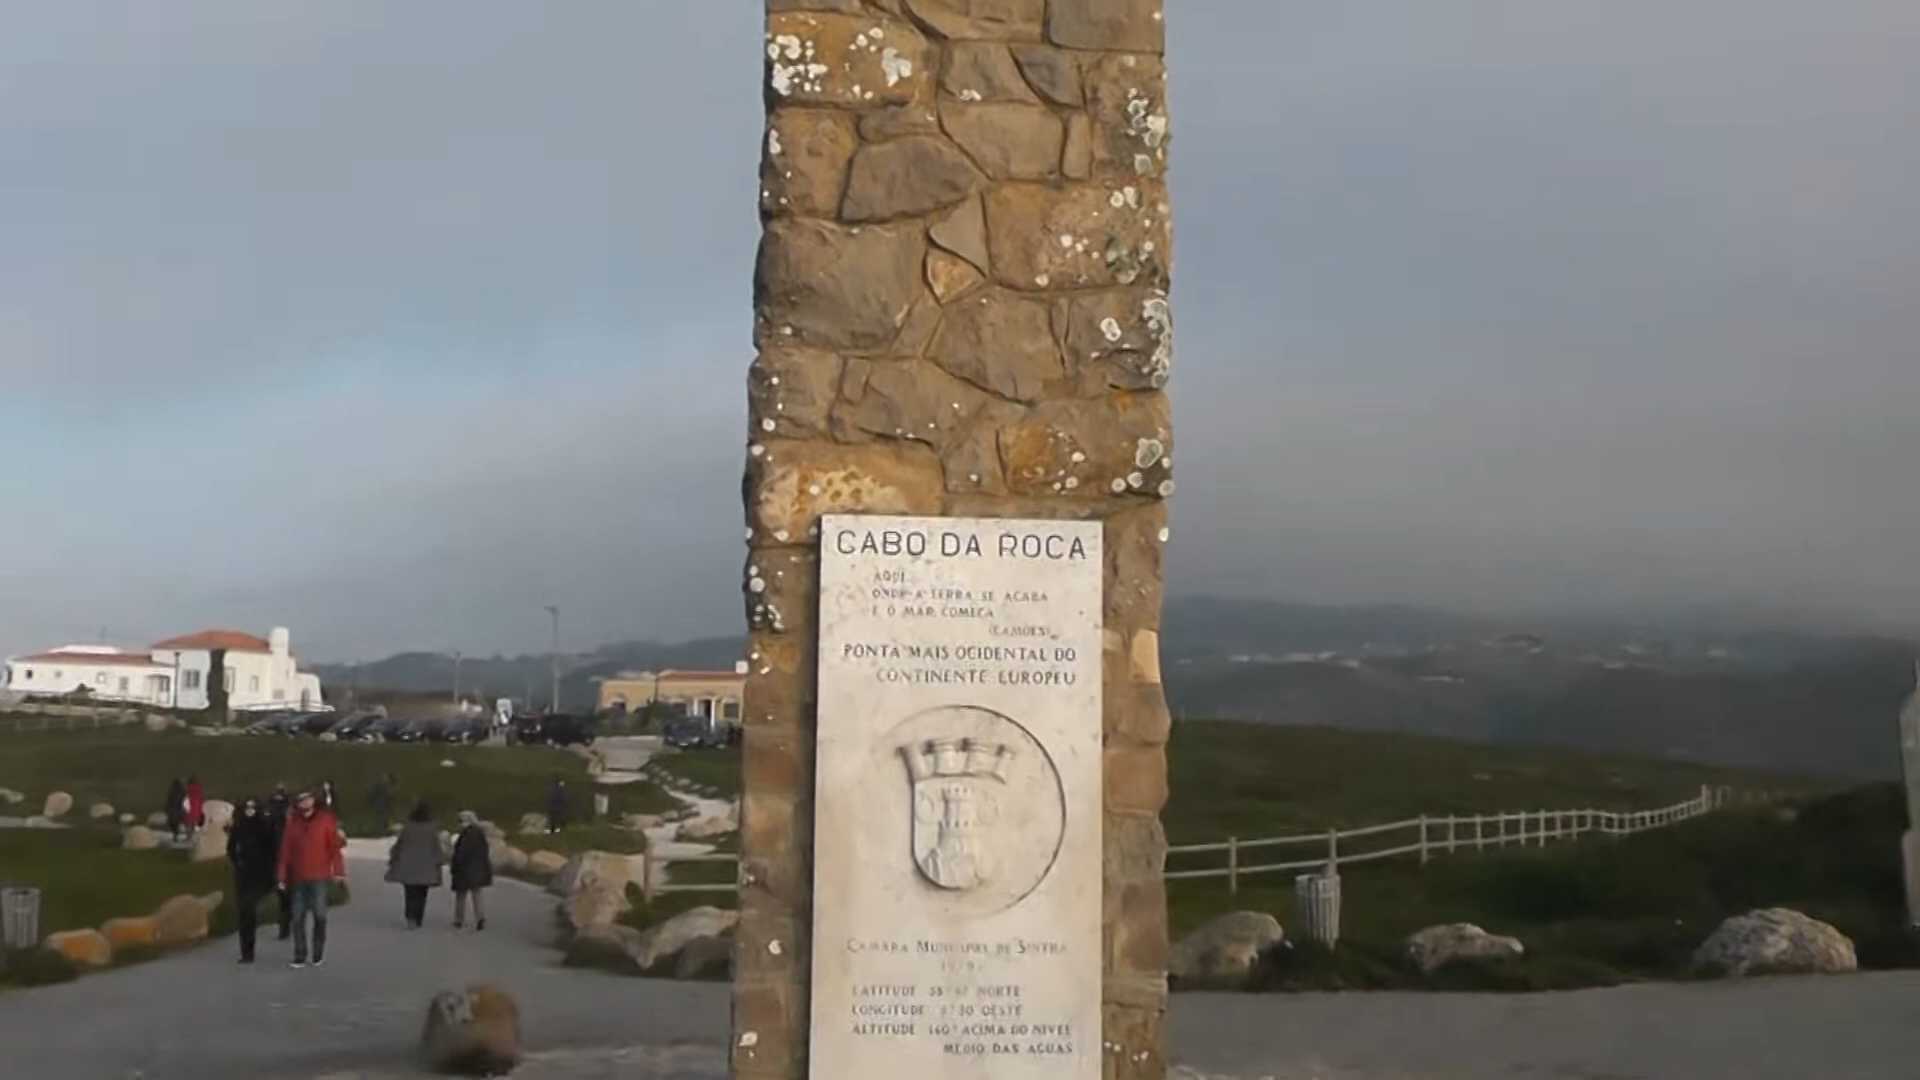 CABO DA ROCA
AQUI...
ONDE A TERRA SE ACABA
E O MAR COMEÇA
(CAMÕES)
PONTA MAIS OCIDENTAL DO
CONTINENTE EUROPEU
CÂMARA MUNICIPAL DE SINTRA
LATITUDE NORTE
LONGITUDE OESTE
ALTITUDE ACIMA DO NIVEL
MEDIO DAS AGUAS